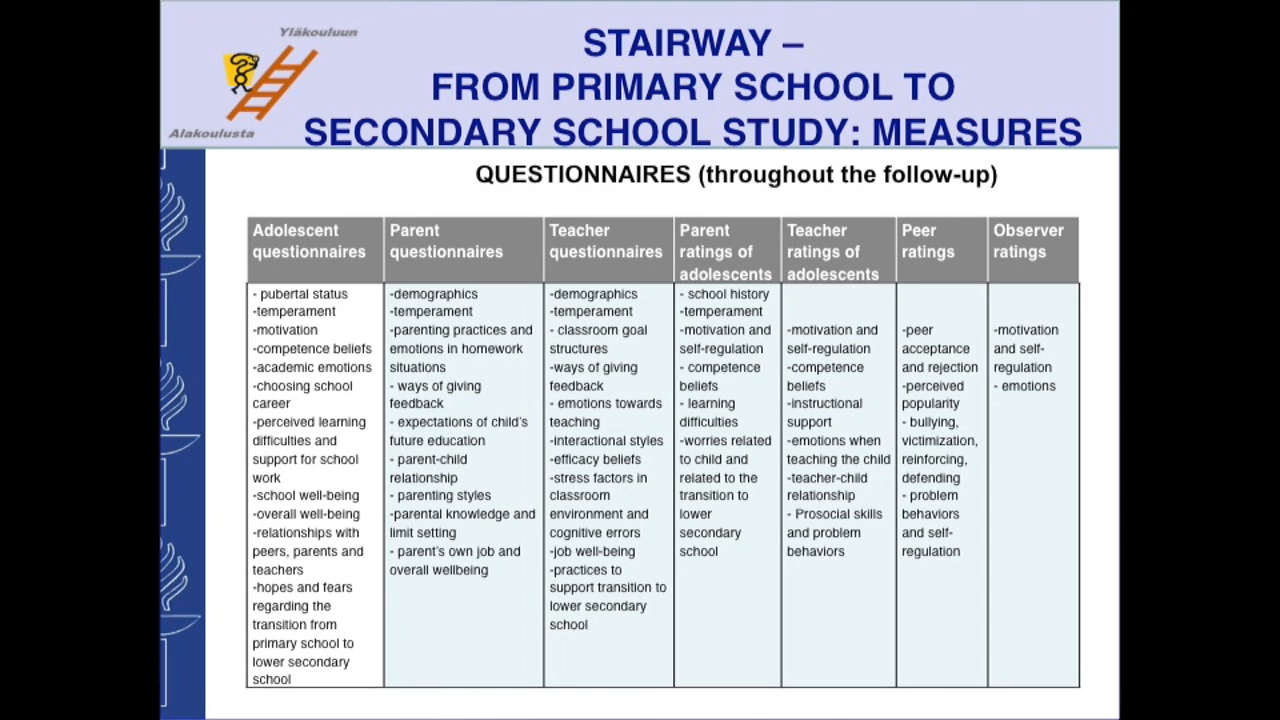 Yläkouluun
Alakoulusta
STAIRWAY –
FROM PRIMARY SCHOOL TO
SECONDARY SCHOOL STUDY: MEASURES
QUESTIONNAIRES (throughout the follow-up)
Adolescent
questionnaires
- pubertal status
-temperament
-motivation
-competence beliefs
-academic emotions
-choosing school
career
-perceived learning
difficulties and
support for school
work
-school well-being
-overall well-being
-relationships with
peers, parents and
teachers
-hopes and fears
regarding the
transition from
primary school to
lower secondary
school
Parent
questionnaires
-demographics
-temperament
-parenting practices and
emotions in homework
situations
- ways of giving
feedback
- expectations of child's
future education
- parent-child
relationship
- parenting styles
-parental knowledge and
limit setting
- parent's own job and
overall wellbeing
Teacher
questionnaires
-demographics
-temperament
- classroom goal
structures
-ways of giving
feedback
- emotions towards
teaching
-interactional styles
-efficacy beliefs
-stress factors in
classroom
environment and
cognitive errors
-job well-being
-practices to
support transition to
lower secondary
school
Parent
ratings of
adolescents
- school history
-temperament
-motivation and
self-regulation
- competence
beliefs
- learning
difficulties
-worries related
to child and
related to the
transition to
lower
secondary
school
Teacher
ratings of
adolescents
-motivation and
self-regulation
-competence
beliefs
-instructional
support
-emotions when
teaching the child
-teacher-child
relationship
- Prosocial skills
and problem
behaviors
Peer
ratings
-peer
acceptance
and rejection
-perceived
popularity
- bullying,
victimization,
reinforcing,
defending
- problem
behaviors
and self-
regulation
Observer
ratings
-motivation
and self-
regulation
- emotions